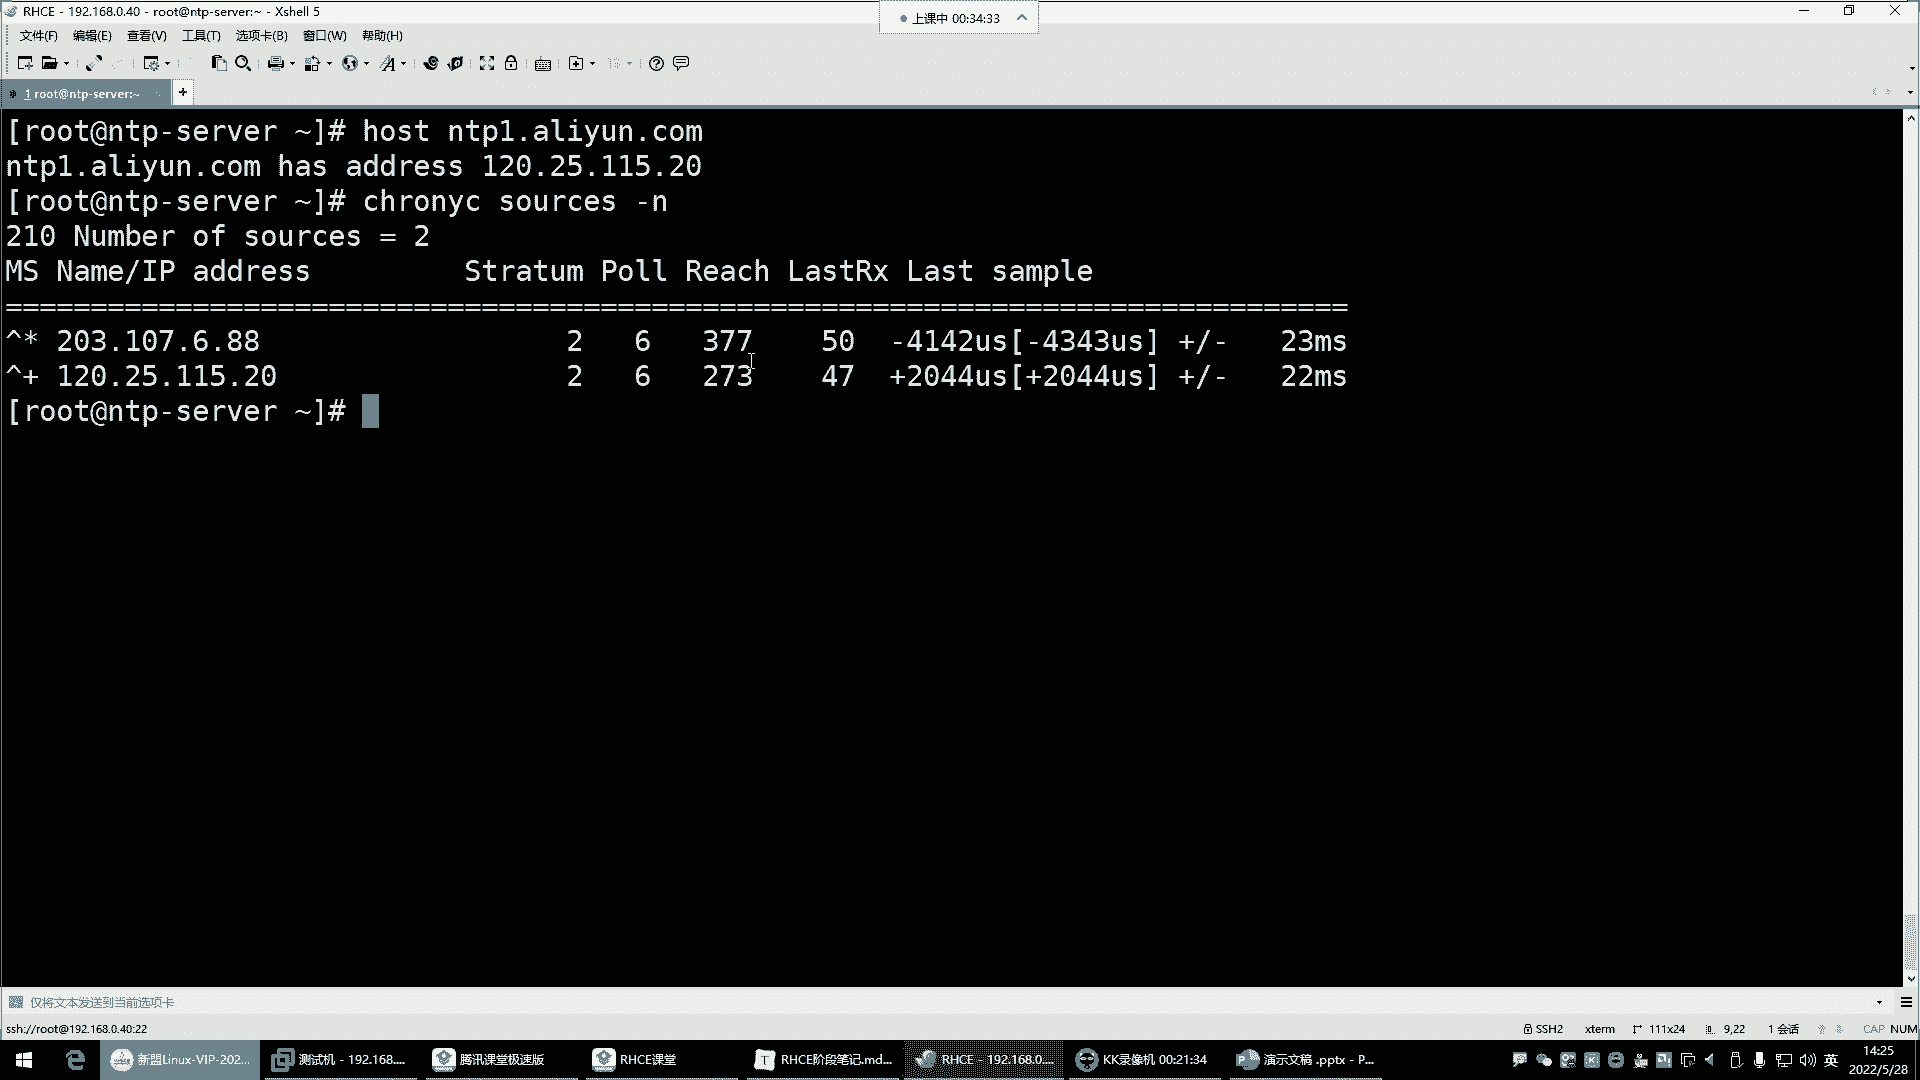 RHCE - 192.168.0.40 - root@ntp-server:~ - Xshell 5
上课中 00:34:33
文件(F) 编辑(E) 查看(V) 工具(T) 选项卡(B) 窗口(W) 帮助(H)
1 root@ntp-server:~
[root@ntp-server ~]# host ntp1.aliyun.com
ntp1.aliyun.com has address 120.25.115.20
[root@ntp-server ~]# chronyc sources -n
210 Number of sources = 2
MS Name/IP address         Stratum Poll Reach LastRx Last sample
===============================================================================
^* 203.107.6.88                  2   6   377    50  -4142us[-4343us] +/-   23ms
^+ 120.25.115.20                 2   6   273    47  +2044us[+2044us] +/-   22ms
[root@ntp-server ~]#
仅将文本发送到当前选项卡
ssh://root@192.168.0.40:22 SSH2 xterm 111x24 9,22 1 会话 CAP NUM
新盟Linux-VIP-202... 测试机 - 192.168.... 腾讯课堂极速版 RHCE课堂 RHCE阶段笔记.md... RHCE - 192.168.0.... KK录像机 00:21:34 演示文稿 .pptx - P... 英 14:25
2022/5/28